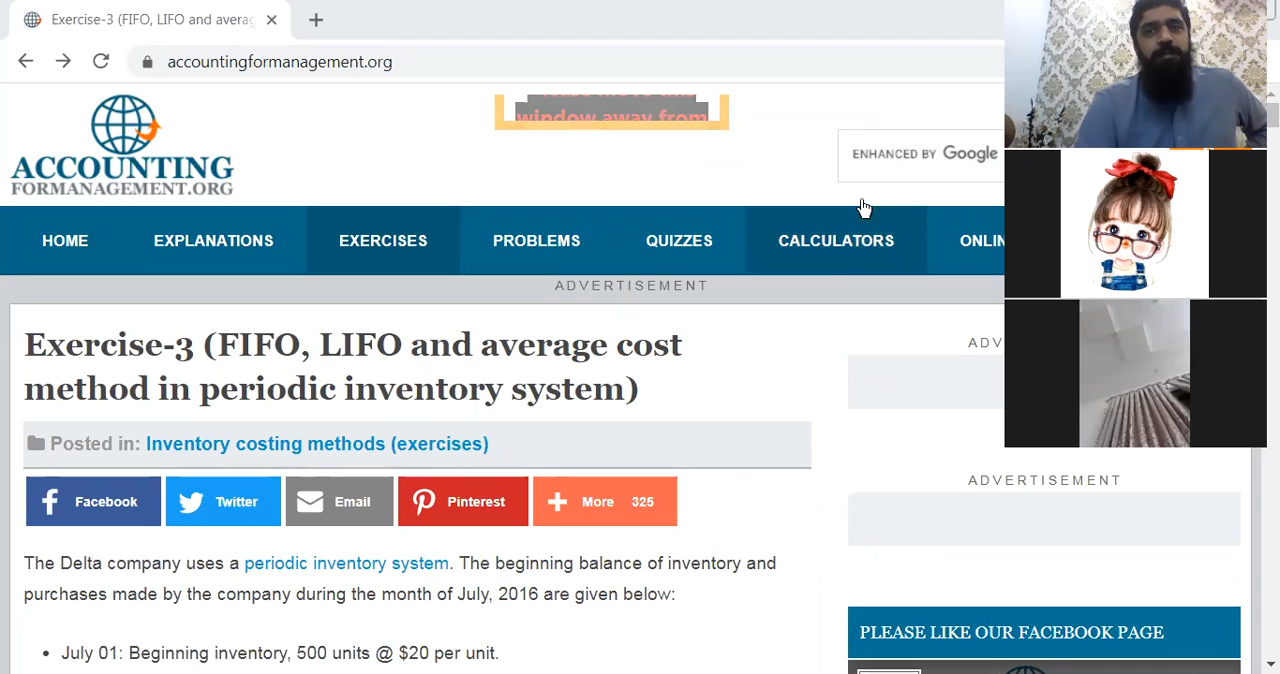 Exercise-3 (FIFO, LIFO and averag
accountingformanagement.org
window away from
ACCOUNTING
FORMANAGEMENT.ORG
ENHANCED BY Google
HOME
EXPLANATIONS
EXERCISES
PROBLEMS
QUIZZES
CALCULATORS
ONLIN
ADVERTISEMENT
Exercise-3 (FIFO, LIFO and average cost
method in periodic inventory system)
ADV
Posted in: Inventory costing methods (exercises)
Facebook
Twitter
Email
Pinterest
More 325
ADVERTISEMENT
The Delta company uses a periodic inventory system. The beginning balance of inventory and
purchases made by the company during the month of July, 2016 are given below:
• July 01: Beginning inventory, 500 units @ $20 per unit.
PLEASE LIKE OUR FACEBOOK PAGE